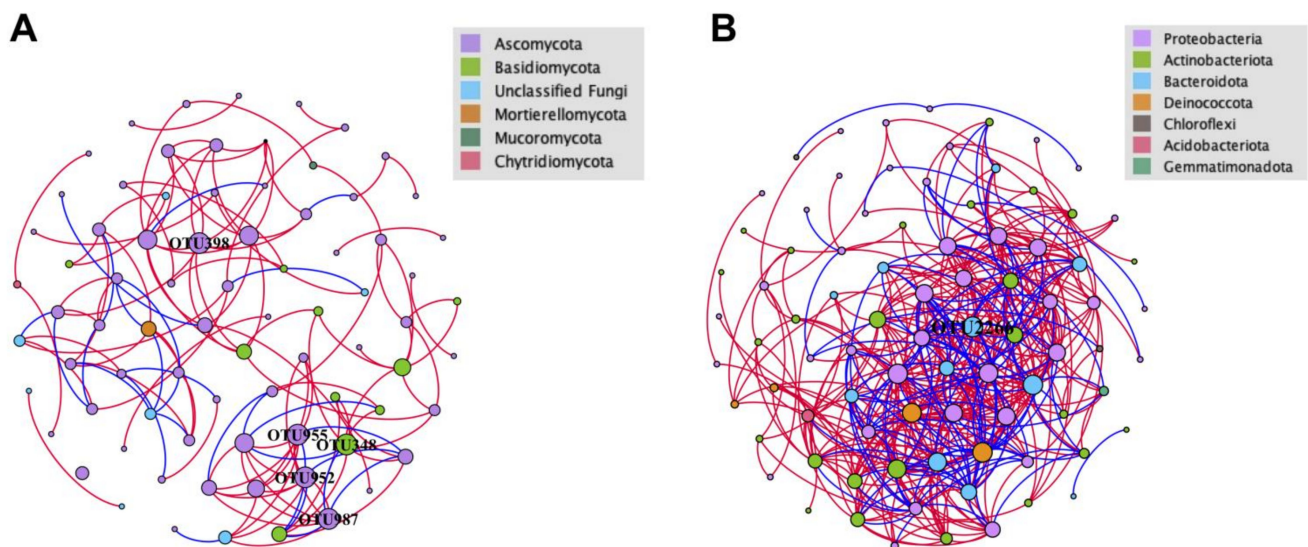 A
Ascomycota
Basidiomycota
Unclassified Fungi
Mortierellomycota
Mucoromycota
Chytridiomycota
OTU398
OTU955
OTU348
OTU952
OTU987
B
Proteobacteria
Actinobacteriota
Bacteroidota
Deinococcota
Chloroflexi
Acidobacteriota
Gemmatimonadota